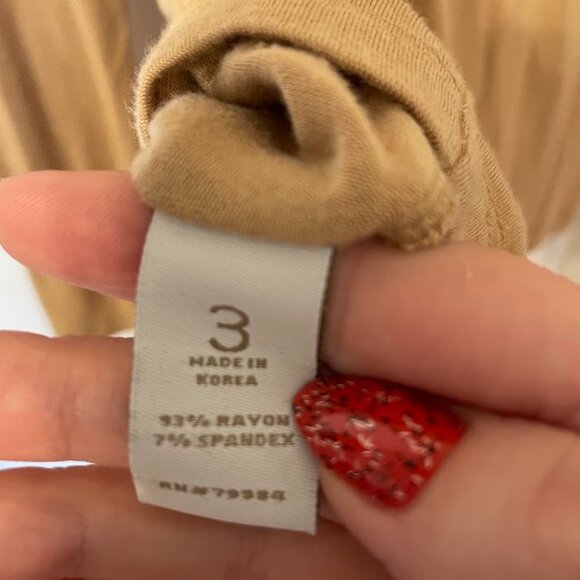 3
MADE IN
KOREA
93% RAYON
7% SPANDEX
RN# 79984